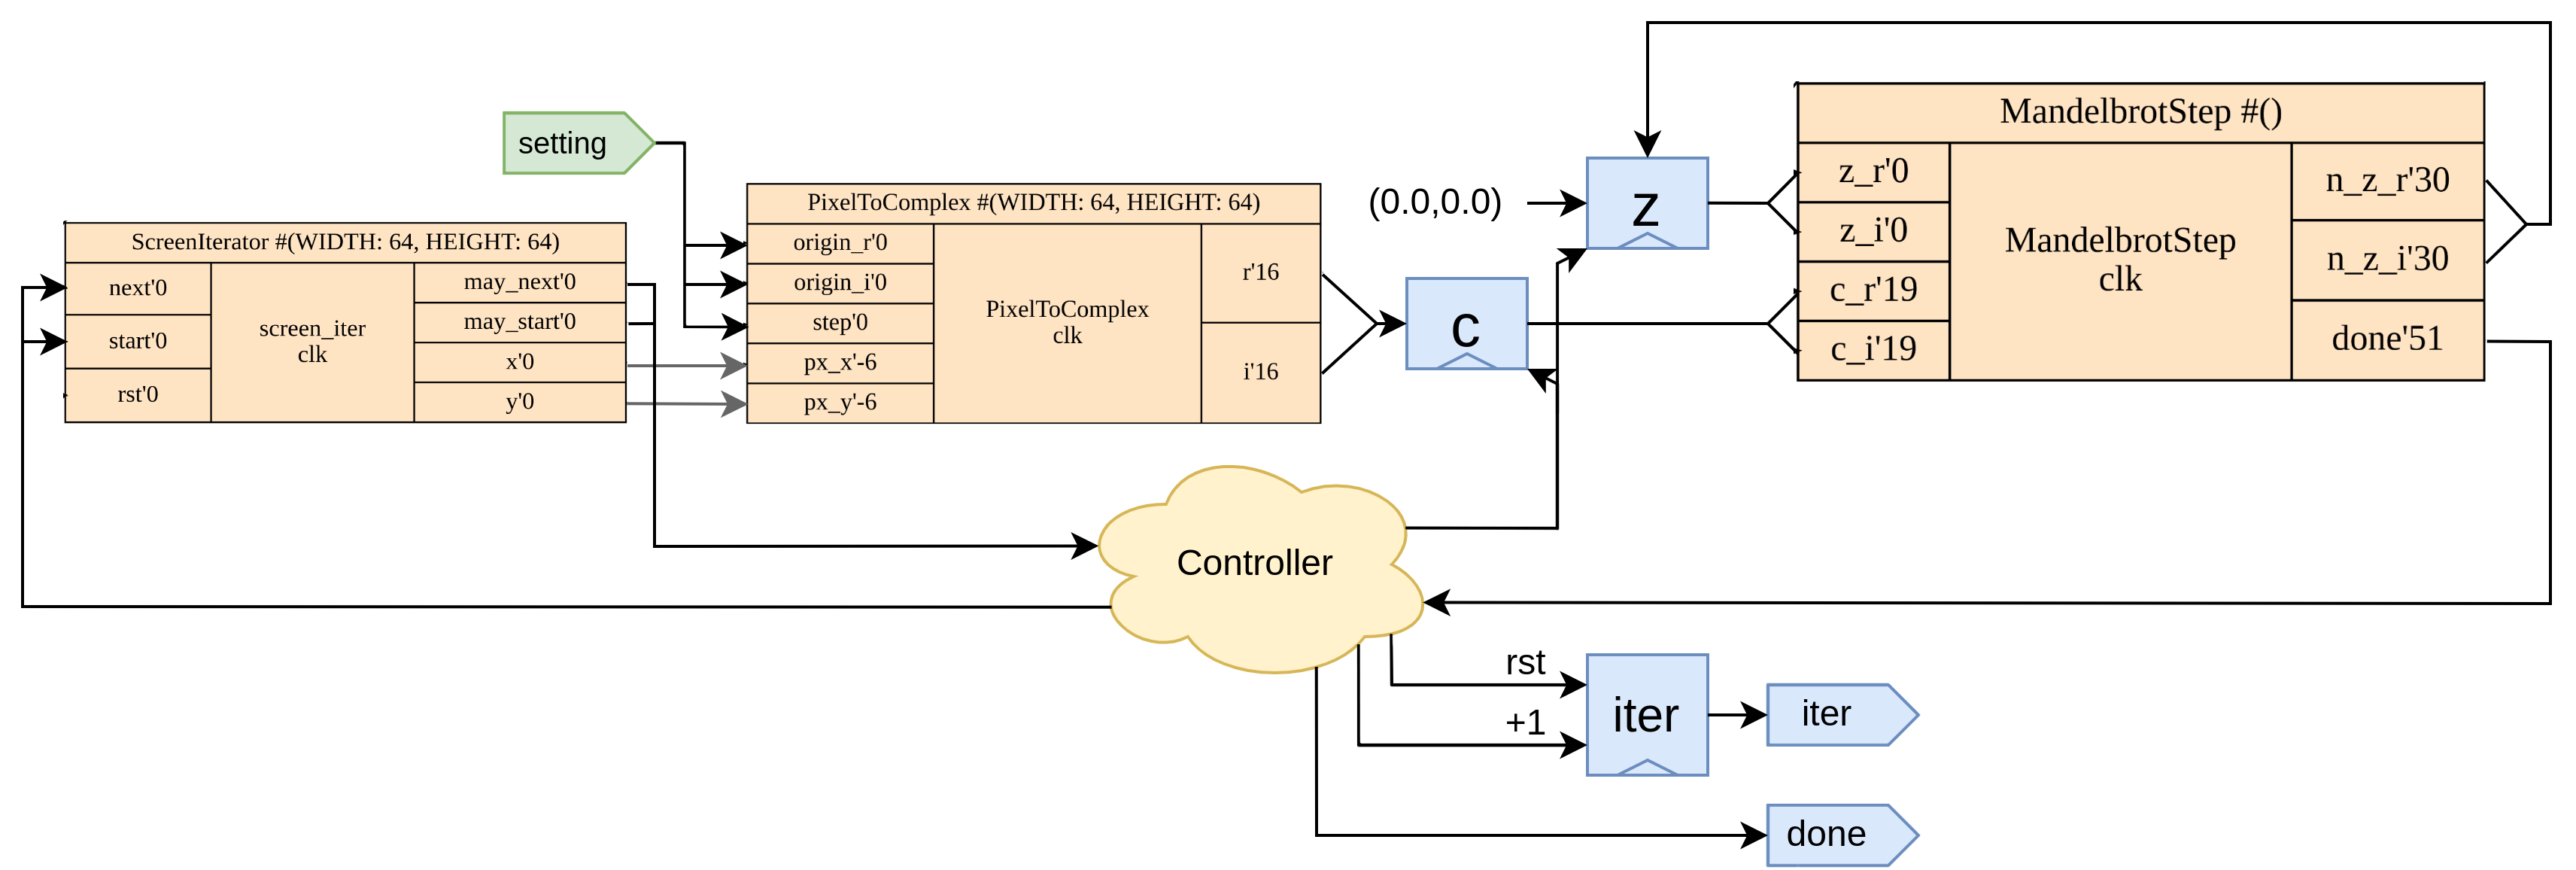 setting
ScreenIterator #(WIDTH: 64, HEIGHT: 64)
next'0
start'0
rst'0
screen_iter
clk
may_next'0
may_start'0
x'0
y'0
PixelToComplex #(WIDTH: 64, HEIGHT: 64)
origin_r'0
origin_i'0
step'0
px_x'-6
px_y'-6
PixelToComplex
clk
r'16
i'16
(0.0,0.0)
z
c
MandelbrotStep #()
z_r'0
z_i'0
c_r'19
c_i'19
MandelbrotStep
clk
n_z_r'30
n_z_i'30
done'51
Controller
rst
+1
iter
iter
done